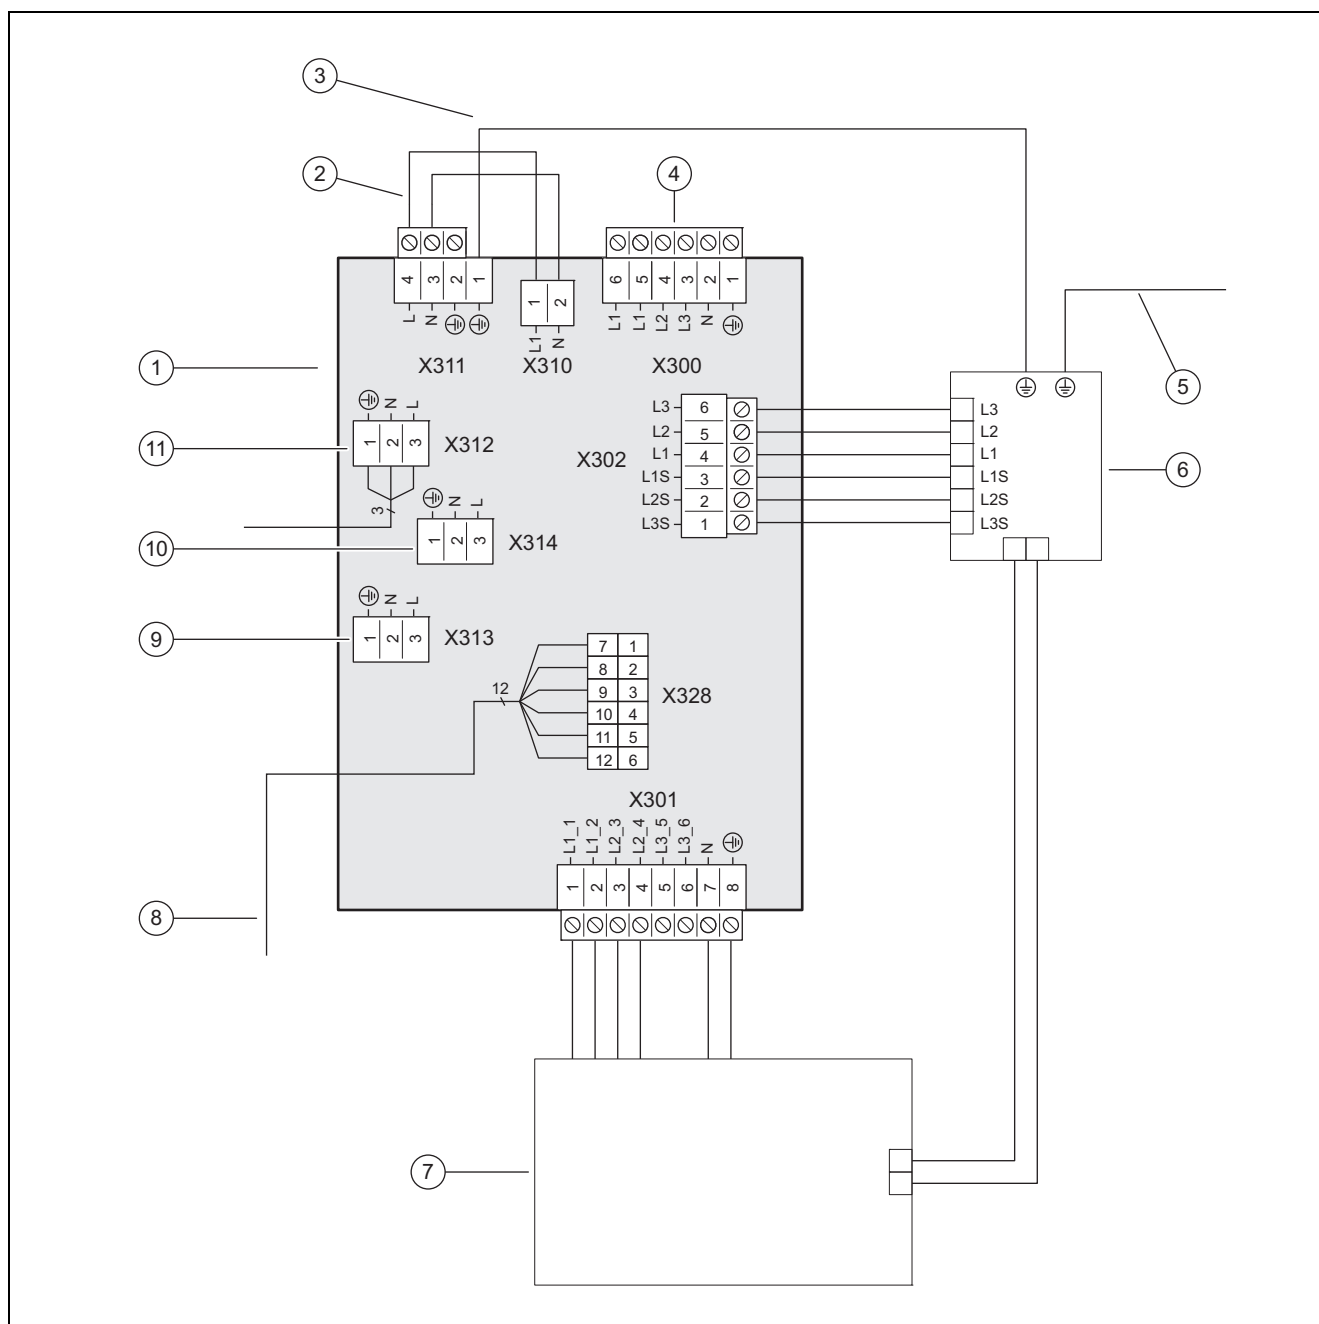 3
2
4
4 3 2 1
1 2
6 5 4 3 2 1
L N
L1 N
L1 L1 L2 L3 N
X311
X310
X300
1
5
L3 6
L2 5
L1 4
L1S 3
L2S 2
L3S 1
X302
L3
L2
L1
L1S
L2S
L3S
6
11
N L
1 2 3
X312
3
10
N L
1 2 3
X314
9
N L
1 2 3
X313
12
7 1
8 2
9 3
10 4
11 5
12 6
X328
X301
L1_1 L1_2 L2_3 L2_4 L3_5 L3_6 N
1 2 3 4 5 6 7 8
8
7